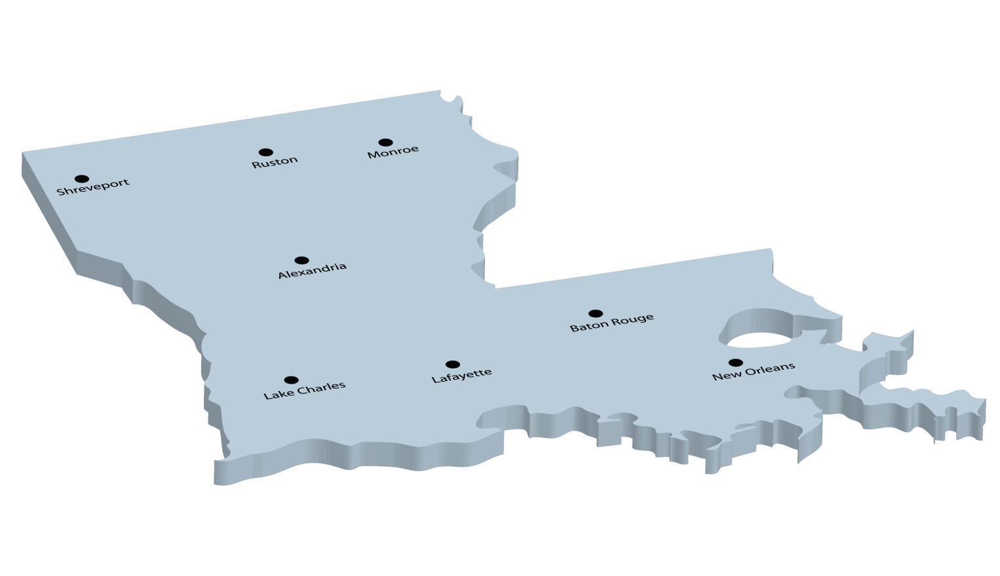 Monroe
Ruston
Shreveport
Alexandria
Baton Rouge
New Orleans
Lafayette
Lake Charles